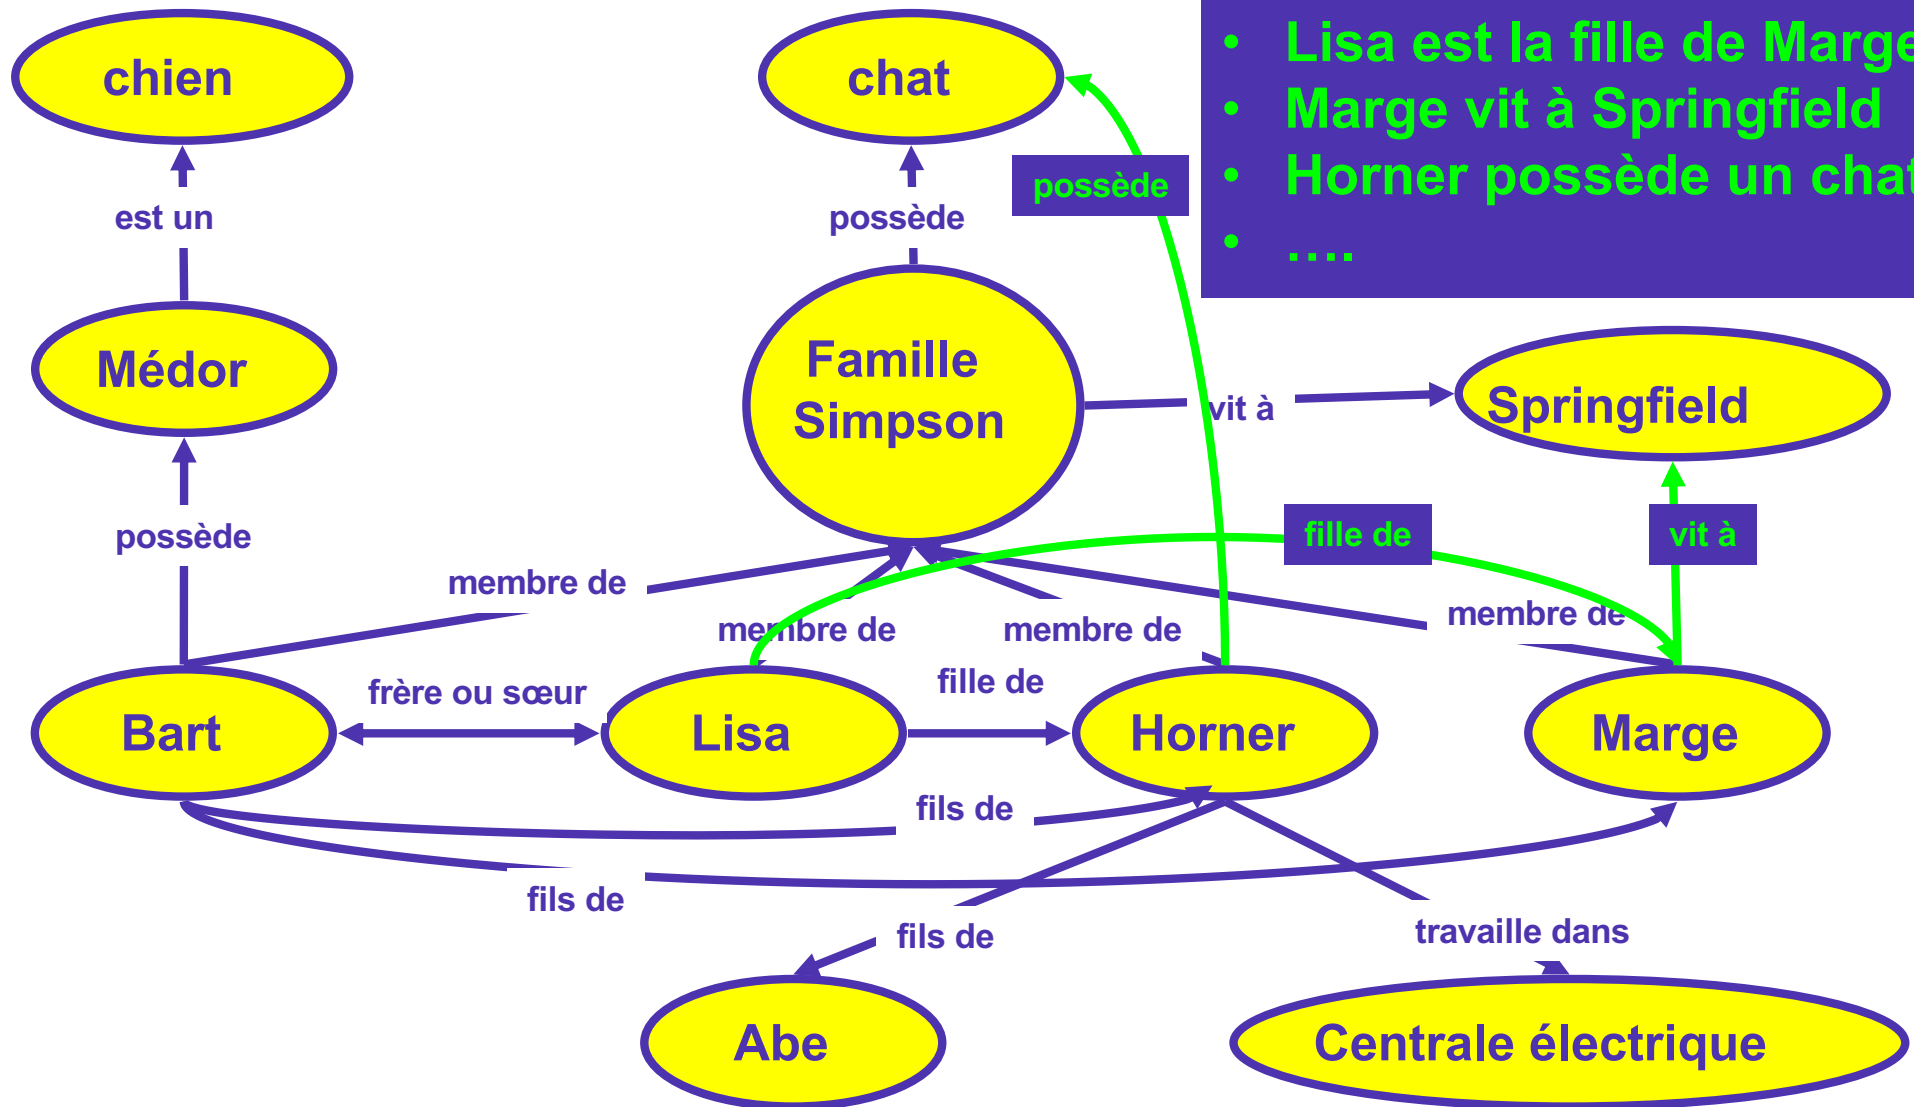 chien
chat
• Lisa est la fille de Marge
• Marge vit à Springfield
• Horner possède un chat
• ....
possède
est un
possède
Médor
Famille
Simpson
vit à
Springfield
possède
fille de
vit à
membre de
membre de
membre de
membre de
frère ou sœur
fille de
Bart
Lisa
Horner
Marge
fils de
fils de
fils de
travaille dans
Abe
Centrale électrique